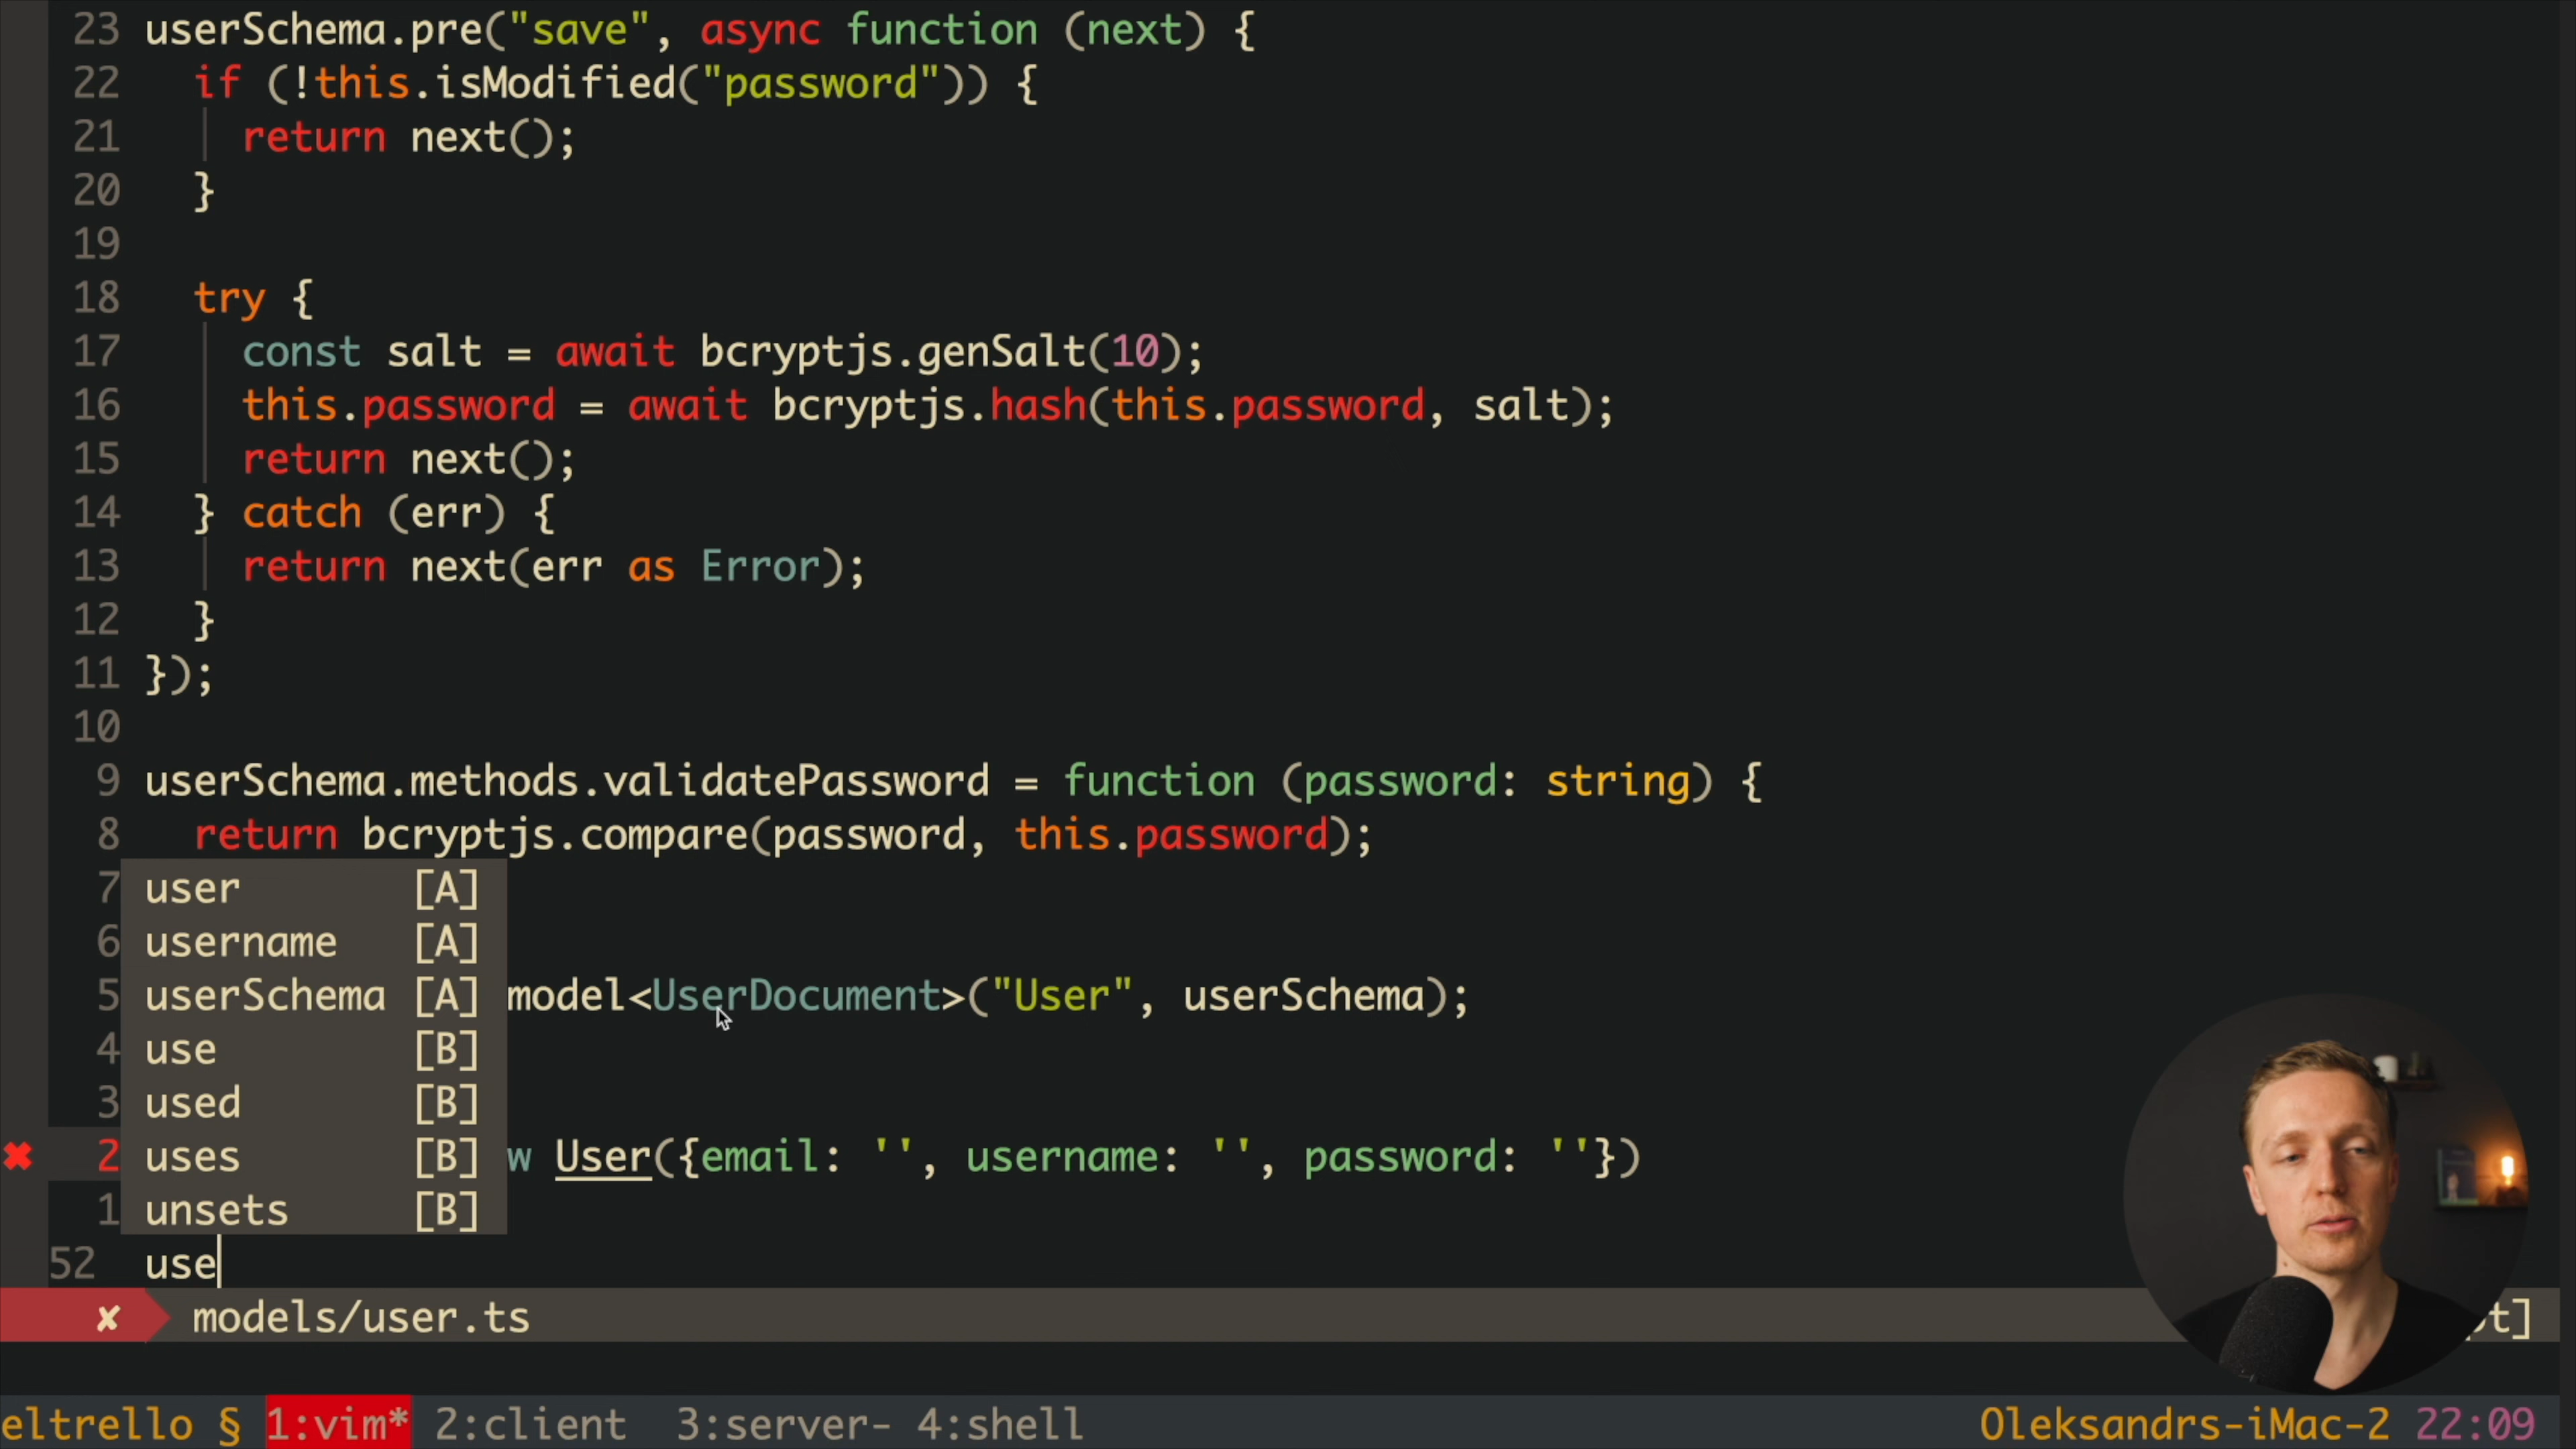 23 userSchema.pre("save", async function (next) {
22 if (!this.isModified("password")) {
21 return next();
20 }
19
18 try {
17 const salt = await bcryptjs.genSalt(10);
16 this.password = await bcryptjs.hash(this.password, salt);
15 return next();
14 } catch (err) {
13 return next(err as Error);
12 }
11 });
10
9 userSchema.methods.validatePassword = function (password: string) {
8 return bcryptjs.compare(password, this.password);
7 user [A]
6 username [A]
5 userSchema [A] model<UserDocument>("User", userSchema);
4 use [B]
3 used [B]
✖ 2 uses [B] w User({email: '', username: '', password: ''})
1 unsets [B]
52 use
✘ models/user.ts t]
eltrello § 1:vim* 2:client 3:server- 4:shell Oleksandrs-iMac-2 22:09